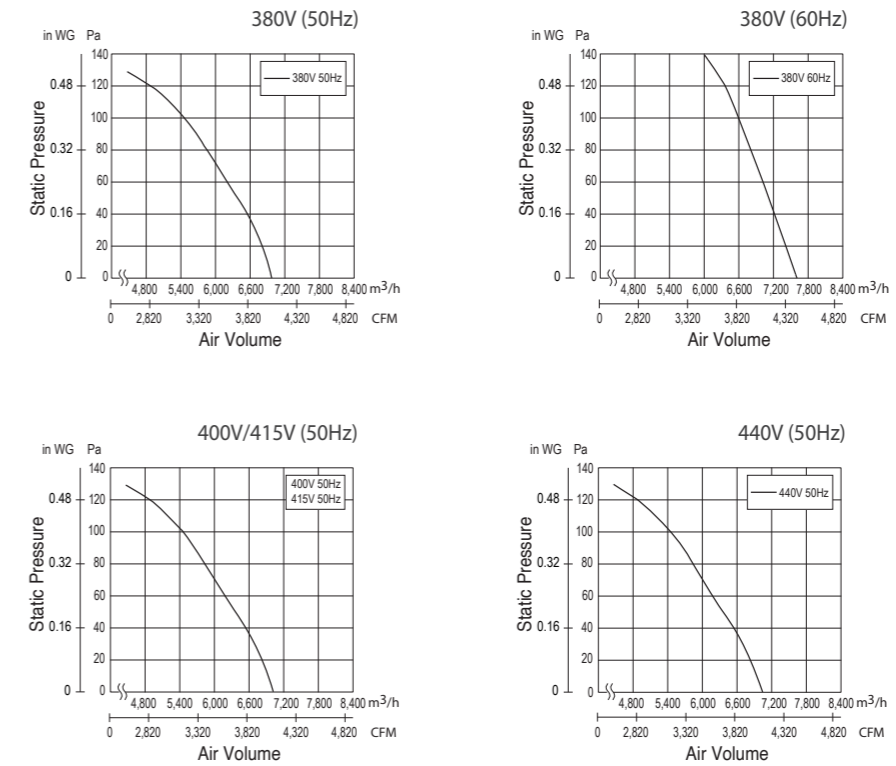 380V (50Hz)
in WG Pa
140
120
100
80
60
40
20
0
0.48
0.32
0.16
0
Static Pressure
380V 50Hz
4,800 5,400 6,000 6,600 7,200 7,800 8,400 m3/h
0 2,820 3,320 3,820 4,320 4,820 CFM
Air Volume
380V (60Hz)
in WG Pa
140
120
100
80
60
40
20
0
0.48
0.32
0.16
0
Static Pressure
380V 60Hz
4,800 5,400 6,000 6,600 7,200 7,800 8,400 m3/h
0 2,820 3,320 3,820 4,320 4,820 CFM
Air Volume
400V/415V (50Hz)
in WG Pa
140
120
100
80
60
40
20
0
0.48
0.32
0.16
0
Static Pressure
400V 50Hz
415V 50Hz
4,800 5,400 6,000 6,600 7,200 7,800 8,400 m3/h
0 2,820 3,320 3,820 4,320 4,820 CFM
Air Volume
440V (50Hz)
in WG Pa
140
120
100
80
60
40
20
0
0.48
0.32
0.16
0
Static Pressure
440V 50Hz
4,800 5,400 6,000 6,600 7,200 7,800 8,400 m3/h
0 2,820 3,320 3,820 4,320 4,820 CFM
Air Volume